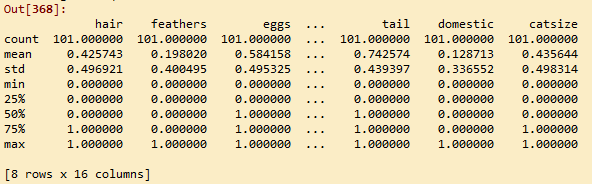 Out[368]:
hair feathers eggs ... tail domestic catsize
count 101.000000 101.000000 101.000000 ... 101.000000 101.000000 101.000000
mean 0.425743 0.198020 0.584158 ... 0.742574 0.128713 0.435644
std 0.496921 0.400495 0.495325 ... 0.439397 0.336552 0.498314
min 0.000000 0.000000 0.000000 ... 0.000000 0.000000 0.000000
25% 0.000000 0.000000 0.000000 ... 0.000000 0.000000 0.000000
50% 0.000000 0.000000 1.000000 ... 1.000000 0.000000 0.000000
75% 1.000000 0.000000 1.000000 ... 1.000000 0.000000 1.000000
max 1.000000 1.000000 1.000000 ... 1.000000 1.000000 1.000000
[8 rows x 16 columns]